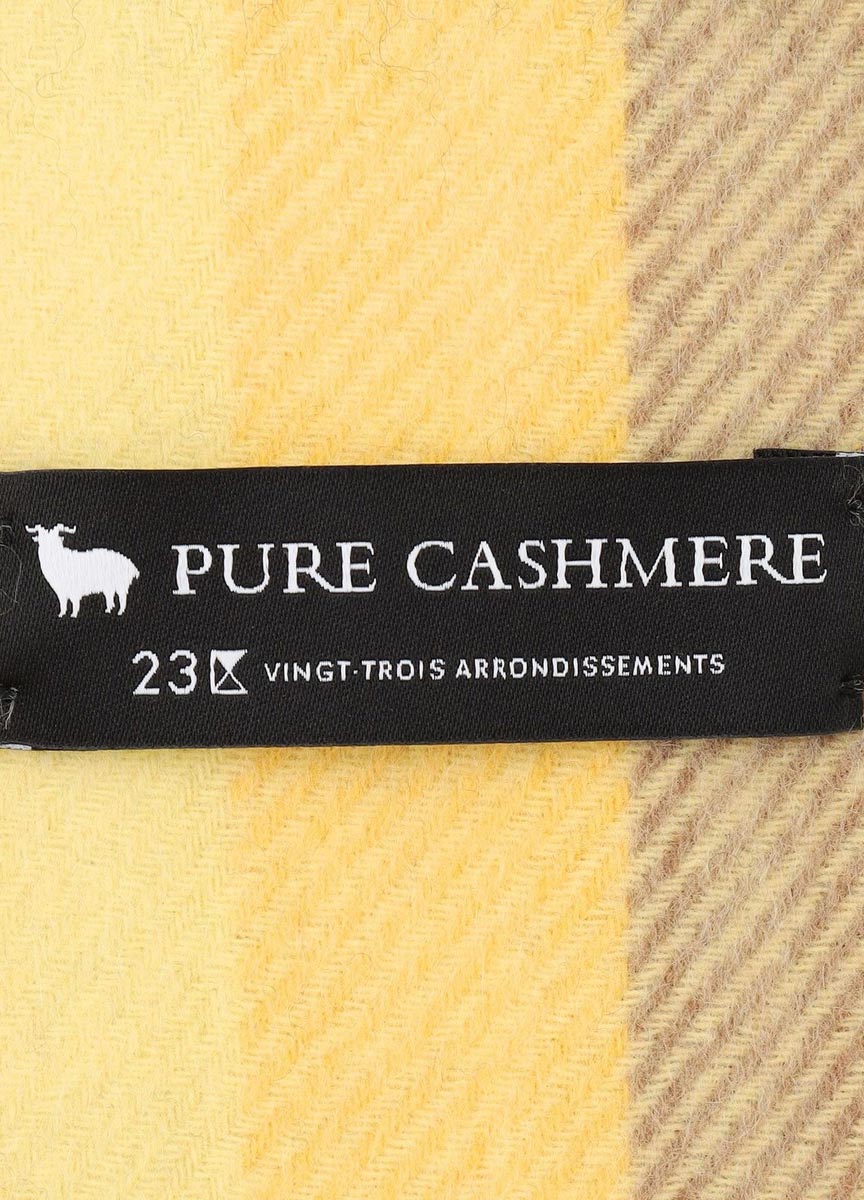 PURE CASHMERE
23 VINGT-TROIS ARRONDISSEMENTS